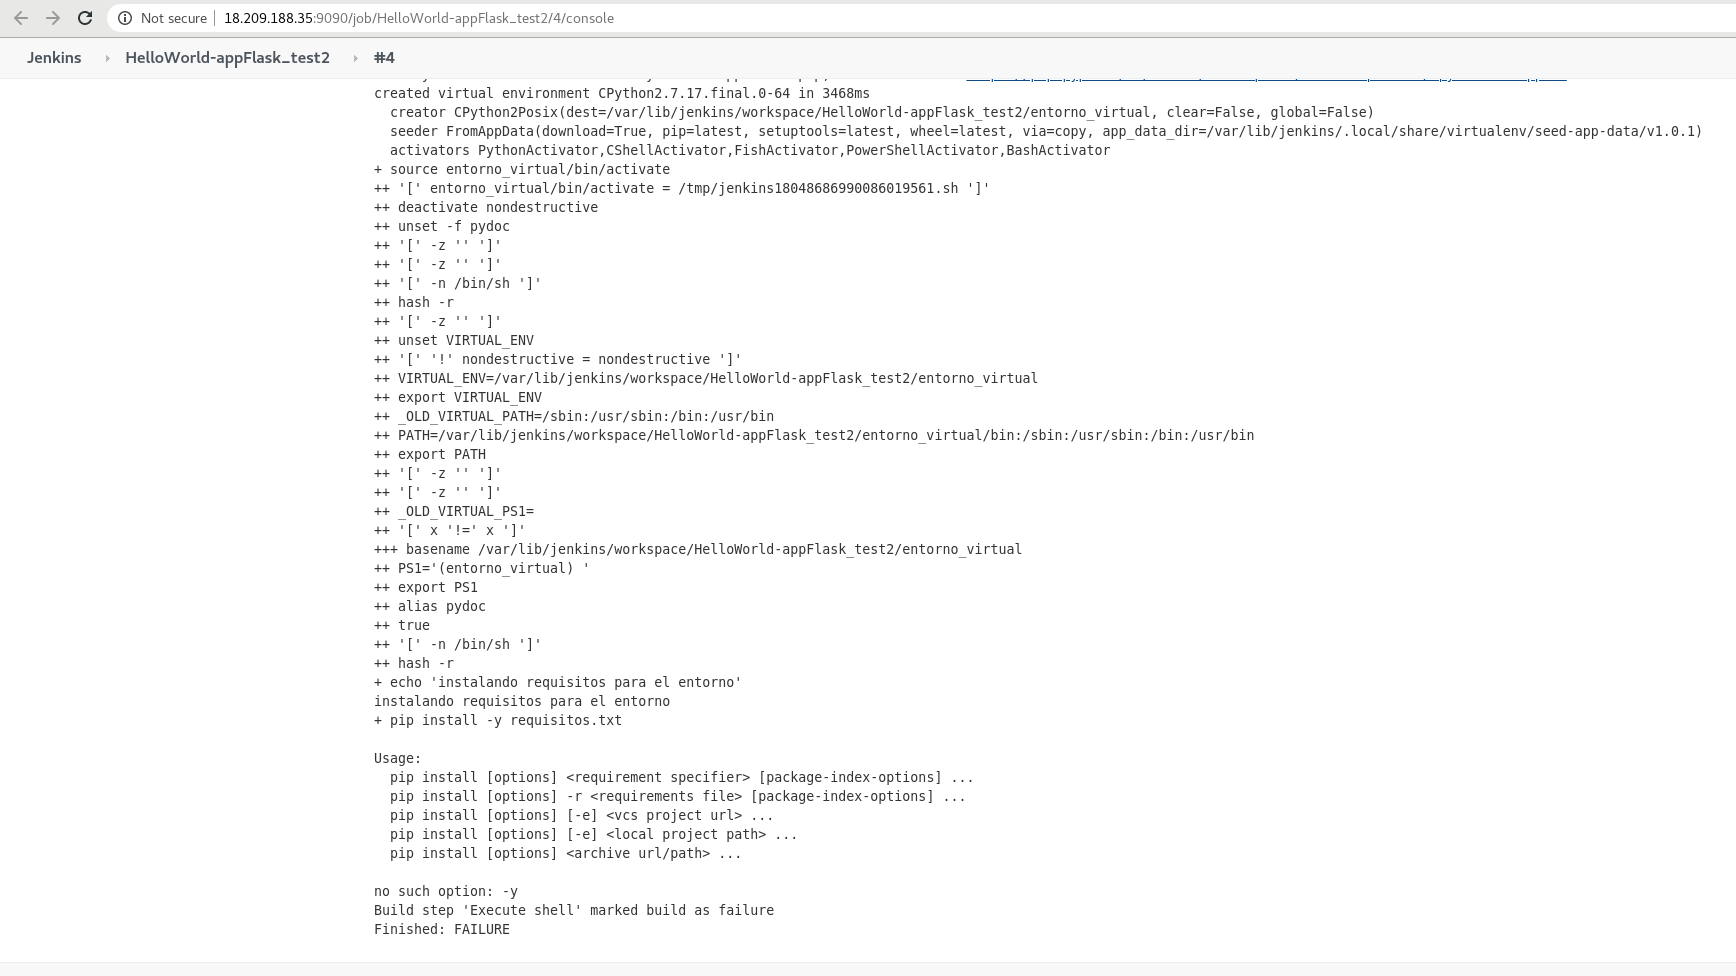 Not secure | 18.209.188.35:9090/job/HelloWorld-appFlask_test2/4/console
Jenkins › HelloWorld-appFlask_test2 › #4
created virtual environment CPython2.7.17.final.0-64 in 3468ms
  creator CPython2Posix(dest=/var/lib/jenkins/workspace/HelloWorld-appFlask_test2/entorno_virtual, clear=False, global=False)
  seeder FromAppData(download=True, pip=latest, setuptools=latest, wheel=latest, via=copy, app_data_dir=/var/lib/jenkins/.local/share/virtualenv/seed-app-data/v1.0.1)
  activators PythonActivator,CShellActivator,FishActivator,PowerShellActivator,BashActivator
+ source entorno_virtual/bin/activate
++ '[' entorno_virtual/bin/activate = /tmp/jenkins18048686990086019561.sh ']'
++ deactivate nondestructive
++ unset -f pydoc
++ '[' -z '' ']'
++ '[' -z '' ']'
++ '[' -n /bin/sh ']'
++ hash -r
++ '[' -z '' ']'
++ unset VIRTUAL_ENV
++ '[' '!' nondestructive = nondestructive ']'
++ VIRTUAL_ENV=/var/lib/jenkins/workspace/HelloWorld-appFlask_test2/entorno_virtual
++ export VIRTUAL_ENV
++ _OLD_VIRTUAL_PATH=/sbin:/usr/sbin:/bin:/usr/bin
++ PATH=/var/lib/jenkins/workspace/HelloWorld-appFlask_test2/entorno_virtual/bin:/sbin:/usr/sbin:/bin:/usr/bin
++ export PATH
++ '[' -z '' ']'
++ '[' -z '' ']'
++ _OLD_VIRTUAL_PS1=
++ '[' x '!=' x ']'
+++ basename /var/lib/jenkins/workspace/HelloWorld-appFlask_test2/entorno_virtual
++ PS1='(entorno_virtual) '
++ export PS1
++ alias pydoc
++ true
++ '[' -n /bin/sh ']'
++ hash -r
+ echo 'instalando requisitos para el entorno'
instalando requisitos para el entorno
+ pip install -y requisitos.txt

Usage:
  pip install [options] <requirement specifier> [package-index-options] ...
  pip install [options] -r <requirements file> [package-index-options] ...
  pip install [options] [-e] <vcs project url> ...
  pip install [options] [-e] <local project path> ...
  pip install [options] <archive url/path> ...

no such option: -y
Build step 'Execute shell' marked build as failure
Finished: FAILURE